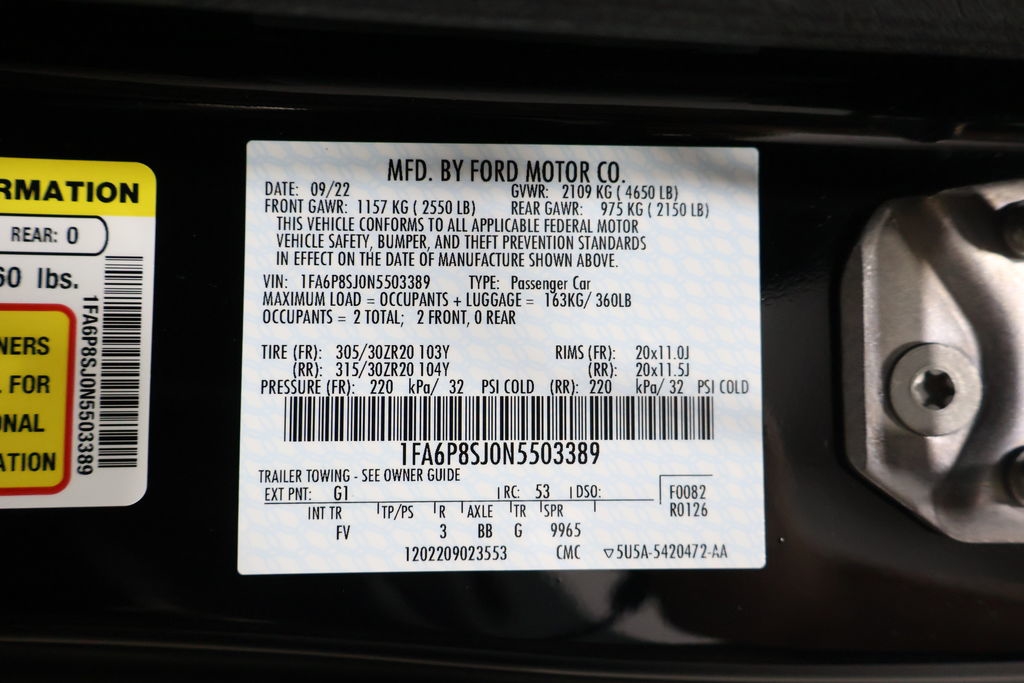 RMATION
REAR: 0
60 lbs.
NERS
L FOR
ONAL
ATION
1FA6P8SJ0N5503389
MFD. BY FORD MOTOR CO.
DATE: 09/22 GVWR: 2109 KG ( 4650 LB)
FRONT GAWR: 1157 KG ( 2550 LB) REAR GAWR: 975 KG ( 2150 LB)
THIS VEHICLE CONFORMS TO ALL APPLICABLE FEDERAL MOTOR
VEHICLE SAFETY, BUMPER, AND THEFT PREVENTION STANDARDS
IN EFFECT ON THE DATE OF MANUFACTURE SHOWN ABOVE.
VIN: 1FA6P8SJ0N5503389 TYPE: Passenger Car
MAXIMUM LOAD = OCCUPANTS + LUGGAGE = 163KG/ 360LB
OCCUPANTS = 2 TOTAL; 2 FRONT, 0 REAR
TIRE (FR): 305/30ZR20 103Y RIMS (FR): 20x11.0J
(RR): 315/30ZR20 104Y (RR): 20x11.5J
PRESSURE (FR): 220 kPa/ 32 PSI COLD (RR): 220 kPa/ 32 PSI COLD
1FA6P8SJ0N5503389
TRAILER TOWING - SEE OWNER GUIDE
EXT PNT: G1 RC: 53 DSO: F0082
INT TR TP/PS R AXLE TR SPR R0126
FV 3 BB G 9965
1202209023553 CMC ▽5U5A-5420472-AA